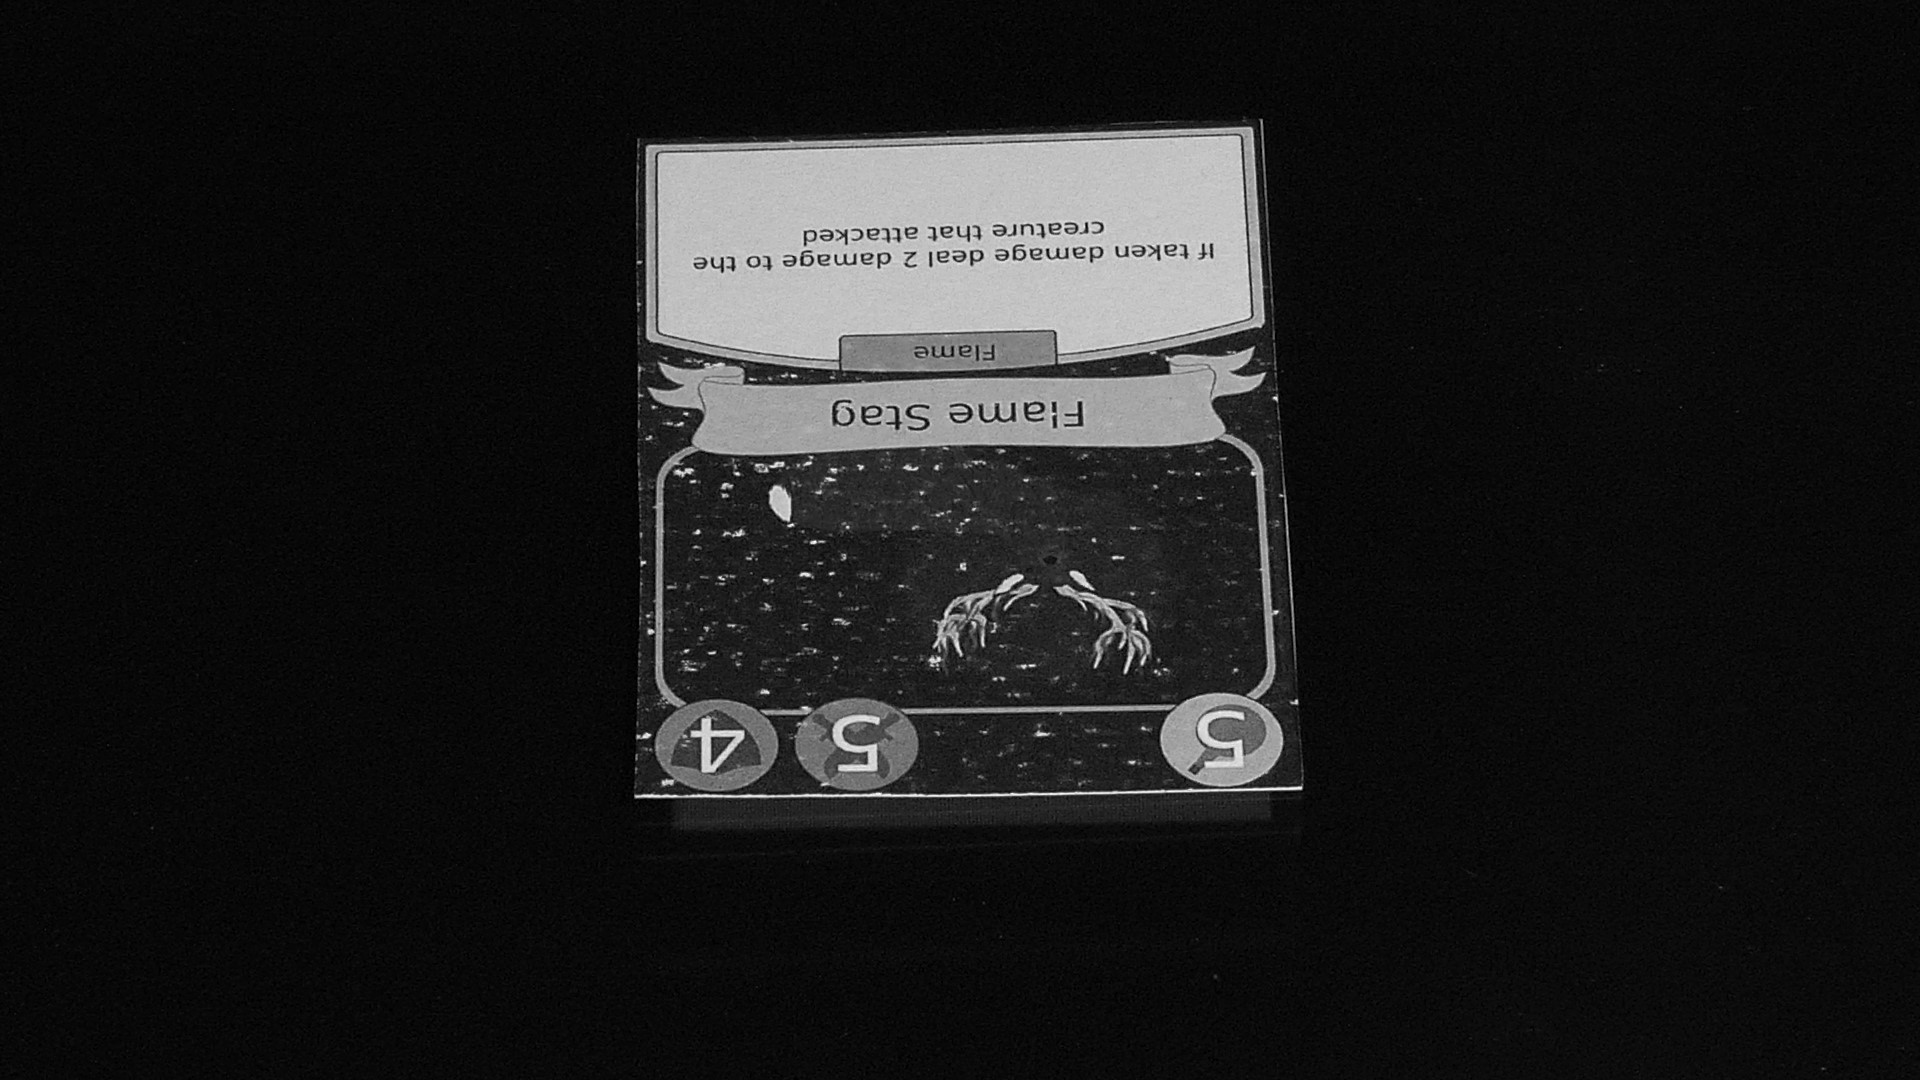 5 5 4
Flame Stag
Flame
If taken damage deal 2 damage to the
creature that attacked